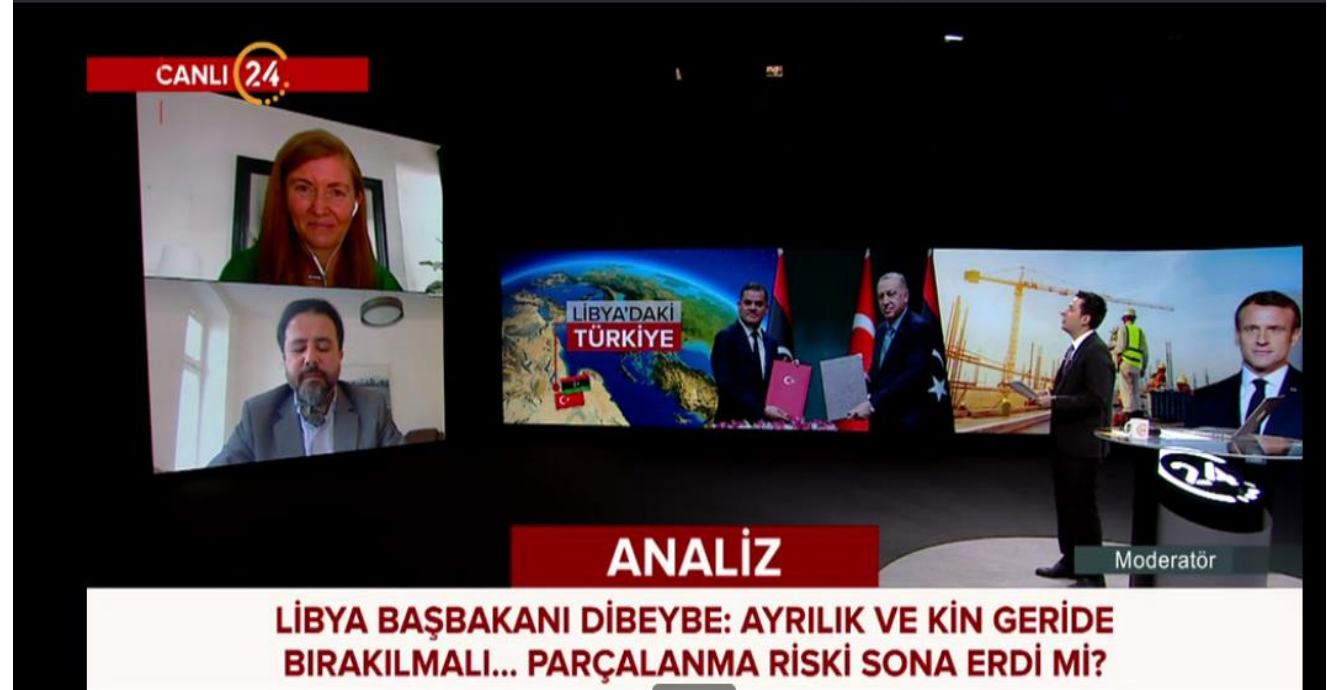 CANLI 24
LİBYA'DAKİ
TÜRKİYE
24
ANALİZ
Moderatör
LİBYA BAŞBAKANI DİBEYBE: AYRILIK VE KİN GERİDE
BIRAKILMALI... PARÇALANMA RİSKİ SONA ERDİ Mİ?